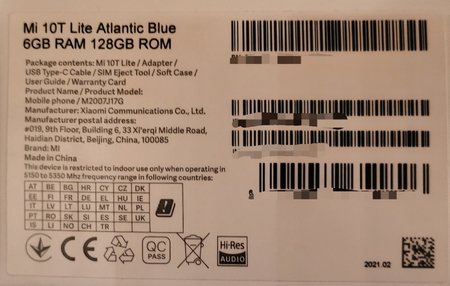 Mi 10T Lite Atlantic Blue
6GB RAM 128GB ROM
Package contents: Mi 10T Lite / Adapter /
USB Type-C Cable / SIM Eject Tool / Soft Case /
User Guide / Warranty Card
Product Name / Product Model:
Mobile phone / M2007J17G
Manufacturer: Xiaomi Communications Co., Ltd.
Manufacturer postal address:
#019, 9th Floor, Building 6, 33 Xi'erqi Middle Road,
Haidian District, Beijing, China, 100085
Brand: MI
Made in China
This device is restricted to indoor use only when operating in
5150 to 5350 Mhz frequency range in following countries:
AT BE BG HR CY CZ DK
EE FI FR DE EL HU IE
IT LV LT LU MT NL PL
PT RO SK SI ES SE UK
IS LI NO CH TR
CE
QC
PASS
Hi-Res
AUDIO
2021.02